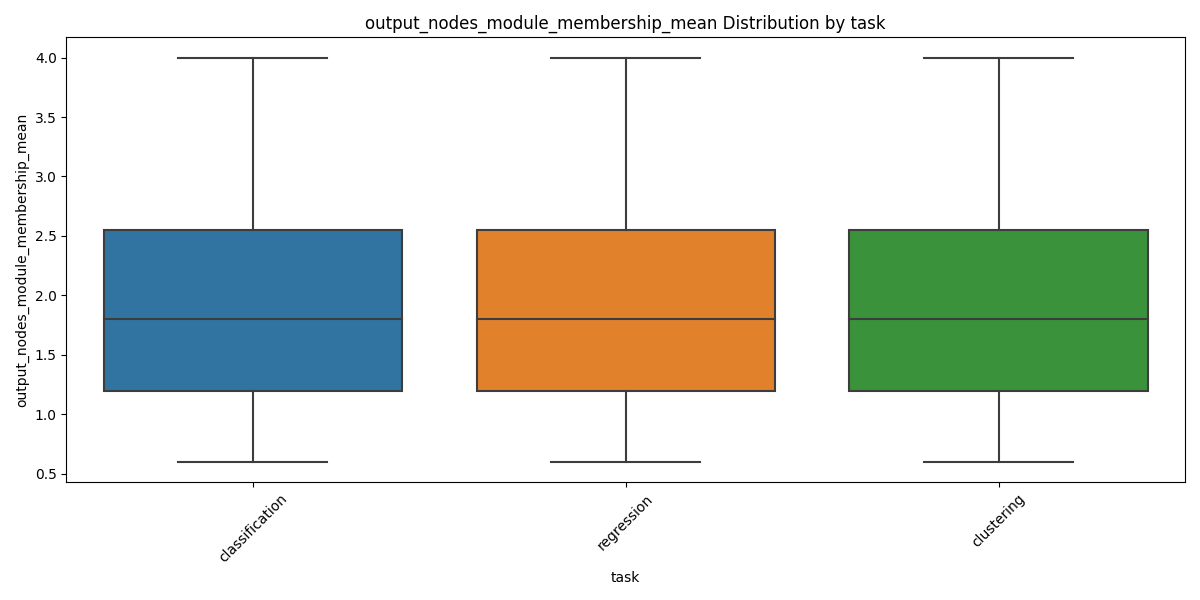 output_nodes_module_membership_mean Distribution by task
output_nodes_module_membership_mean
4.0
3.5
3.0
2.5
2.0
1.5
1.0
0.5
classification
regression
clustering
task